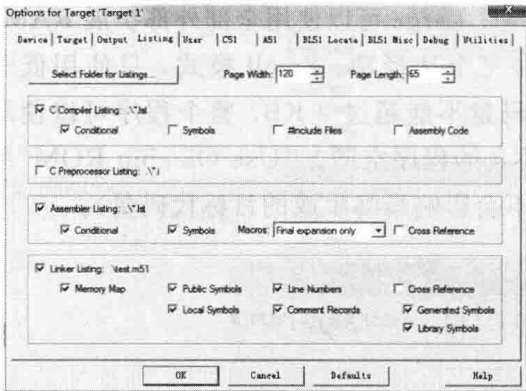 Options for Target 'Target 1'
Device | Target | Output | Listing | User | C51 | A51 | BL51 Locate | BL51 Misc | Debug | Utilities
Select Folder for Listings... Page Width: 120 Page Length: 65
C Compiler Listing: .\*.lst
Conditional Symbols #include Files Assembly Code
C Preprocessor Listing: .\*.i
Assembler Listing: .\*.lst
Conditional Symbols Macros: Final expansion only Cross Reference
Linker Listing: .\test.m51
Memory Map Public Symbols Line Numbers Cross Reference
Local Symbols Comment Records Generated Symbols
Library Symbols
OK Cancel Defaults Help